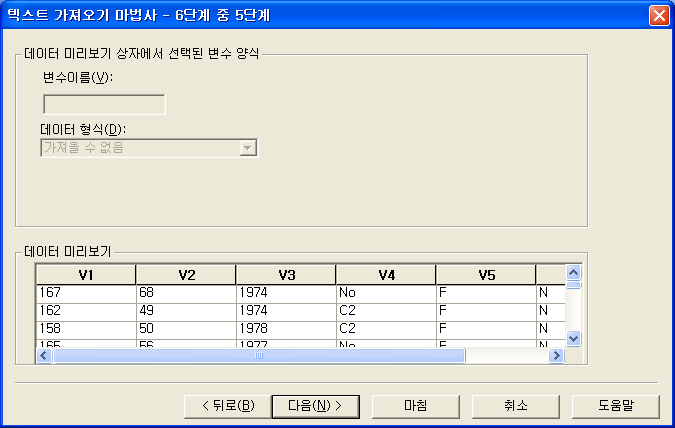 텍스트 가져오기 마법사 - 6단계 중 5단계
데이터 미리보기 상자에서 선택된 변수 양식
변수이름(V):
데이터 형식(D):
가져올 수 없음
데이터 미리보기
V1 V2 V3 V4 V5
167 68 1974 No F N
162 49 1974 C2 F N
158 50 1978 C2 F N
165 56 1977 No F N
< 뒤로(B) 다음(N) > 마침 취소 도움말